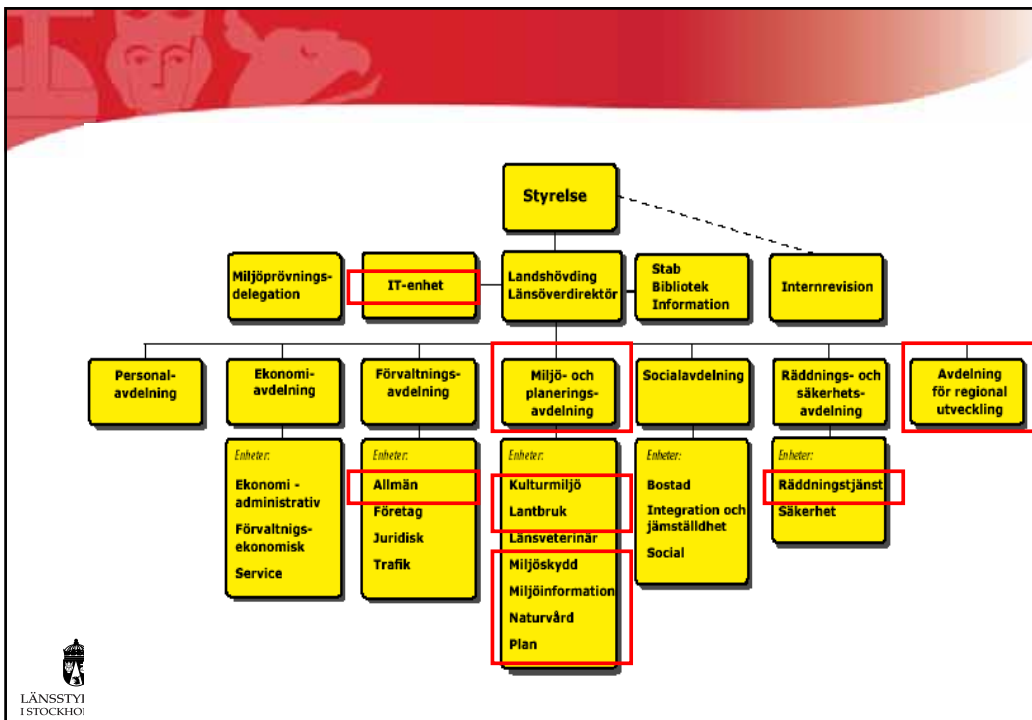 Styrelse
Miljöprövnings-
delegation
IT-enhet
Landshövding
Länsöverdirektör
Stab
Bibliotek
Information
Internrevision
Personal-
avdelning
Ekonomi-
avdelning
Förvaltnings-
avdelning
Miljö- och
planerings-
avdelning
Socialavdelning
Räddnings- och
säkerhets-
avdelning
Avdelning
för regional
utveckling
Enheter:
Ekonomi -
administrativ
Förvaltnigs-
ekonomisk
Service
Enheter:
Allmän
Företag
Juridisk
Trafik
Enheter:
Kulturmiljö
Lantbruk
Länsveterinär
Miljöskydd
Miljöinformation
Naturvård
Plan
Enheter:
Bostad
Integration och
jämställdhet
Social
Enheter:
Räddningstjänst
Säkerhet
LÄNSSTY
I STOCKHO